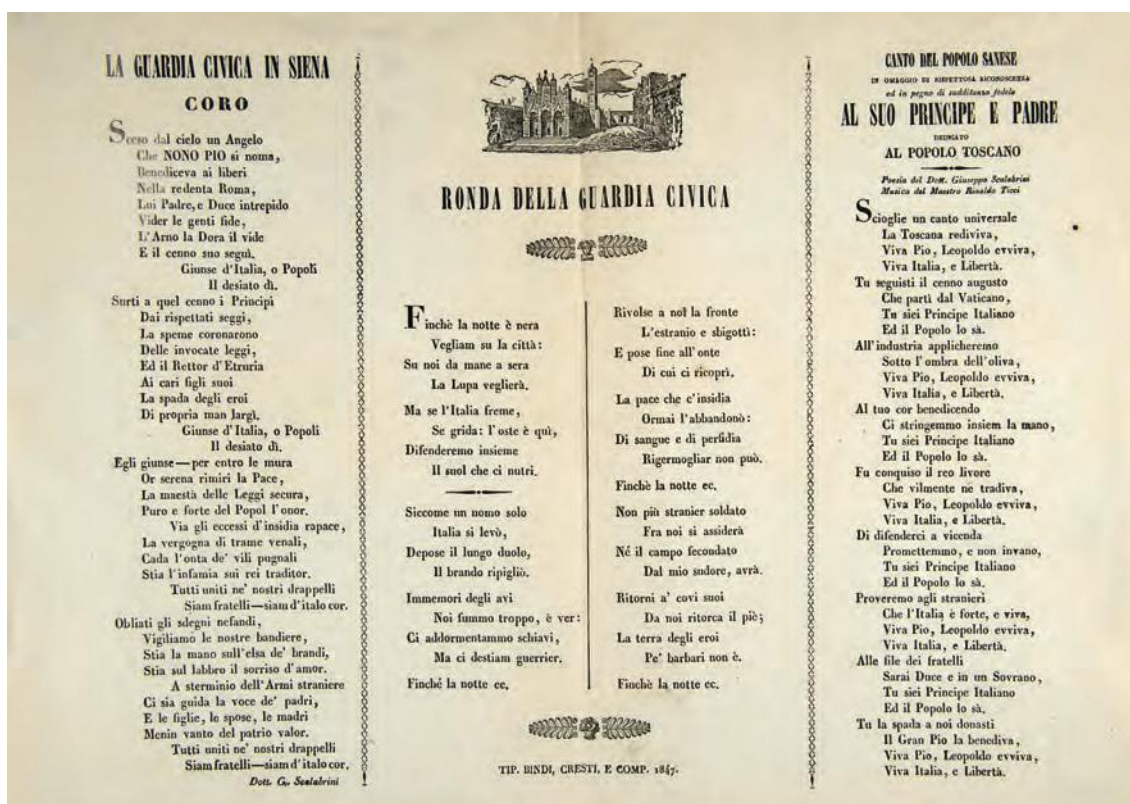 LA GUARDIA CIVICA IN SIENA
CORO
Sceso dal cielo un Angelo
Che NONO PIO si noma,
Benediceva ai liberi
Nella redenta Roma,
Lui Padre, e Duce intrepido
Vider le genti fide,
L'Arno la Dora il vide
E il cenno suo seguì.
Giunse d'Italia, o Popoli
Il desiato dì.
Surti a quel cenno i Principi
Dai rispettati seggi,
La speme coronarono
Delle invocate leggi,
Ed il Rettor d'Etruria
Ai cari figli suoi
La spada degli eroi
Di propria man largì.
Giunse d'Italia, o Popoli
Il desiato dì.
Egli giunse—per entro le mura
Or serena rimiri la Pace,
La maestà delle Leggi secura,
Puro e forte del Popol l'onor.
Via gli eccessi d'insidia rapace,
La vergogna di trame venali,
Cada l'onta de' vili pugnali
Stia l'infamia sui rei traditor.
Tutti uniti ne' nostri drappelli
Siam fratelli—siam d'italo cor.
Obliati gli sdegni nefandi,
Vigiliamo le nostre bandiere,
Stia la mano sull'elsa de' brandi,
Stia sul labbro il sorriso d'amor.
A sterminio dell'Armi straniere
Ci sia guida la voce de' padri,
E le figlie, le spose, le madri
Menin vanto del patrio valor.
Tutti uniti ne' nostri drappelli
Siam fratelli—siam d'italo cor.
Dott. G. Scalabrini
RONDA DELLA GUARDIA CIVICA
Finchè la notte è nera
Vegliam su la città:
Su noi da mane a sera
La Lupa veglierà.
Ma se l'Italia freme,
Se grida: l'oste è quì,
Difenderemo insieme
Il suol che ci nutrì.
Siccome un uomo solo
Italia si levò,
Depose il lungo duolo,
Il brando ripigliò.
Immemori degli avi
Noi fummo troppo, è ver:
Ci addormentammo schiavi,
Ma ci destiam guerrier.
Finché la notte ec.
Rivolse a noi la fronte
L'estranio e sbigottì:
E pose fine all'onte
Di cui ci ricoprì.
La pace che c'insidia
Ormai l'abbandonò:
Di sangue e di perfidia
Rigermogliar non può.
Finchè la notte ec.
Non più stranier soldato
Fra noi si assiderà
Né il campo fecondato
Dal mio sudore, avrà.
Ritorni a' covi suoi
Da noi ritorca il piè;
La terra degli eroi
Pe' barbari non è.
Finchè la notte ec.
TIP. BINDI, CRESTI, E COMP. 1847.
CANTO DEL POPOLO SANESE
IN OMAGGIO DI RISPETTOSA RICONOSCENZA
ed in pegno di sudditanza fedele
AL SUO PRINCIPE E PADRE
DEDICATO
AL POPOLO TOSCANO
Poesia del Dott. Giuseppe Scalabrini
Musica del Maestro Rinaldo Ticci
Scioglie un canto universale
La Toscana rediviva,
Viva Pio, Leopoldo evviva,
Viva Italia, e Libertà.
Tu seguisti il cenno augusto
Che partì dal Vaticano,
Tu siei Principe Italiano
Ed il Popolo lo sà.
All'industria applicheremo
Sotto l'ombra dell'oliva,
Viva Pio, Leopoldo evviva,
Viva Italia, e Libertà.
Al tuo cor benedicendo
Ci stringemmo insiem la mano,
Tu siei Principe Italiano
Ed il Popolo lo sà.
Fu conquiso il reo livore
Che vilmente ne tradiva,
Viva Pio, Leopoldo evviva,
Viva Italia, e Libertà.
Di difenderci a vicenda
Promettemmo, e non invano,
Tu siei Principe Italiano
Ed il Popolo lo sà.
Proveremo agli stranieri
Che l'Italia è forte, e viva,
Viva Pio, Leopoldo evviva,
Viva Italia, e Libertà.
Alle file dei fratelli
Sarai Duce e in un Sovrano,
Tu siei Principe Italiano
Ed il Popolo lo sà.
Tu la spada a noi donasti
Il Gran Pio la benediva,
Viva Pio, Leopoldo evviva,
Viva Italia, e Libertà.